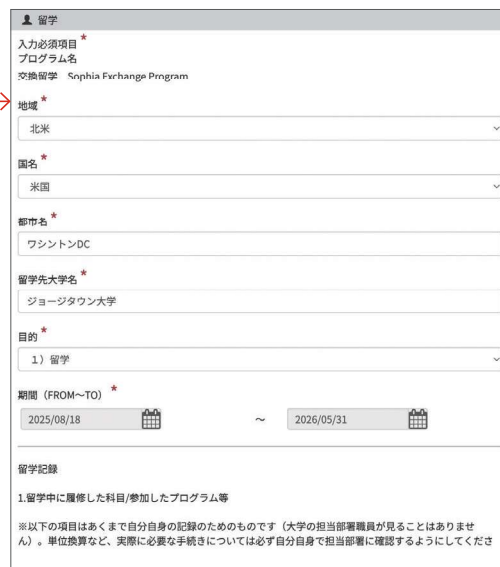 留学
入力必須項目 *
プログラム名
交換留学 Sophia Exchange Program
地域 *
北米
国名 *
米国
都市名 *
ワシントンDC
留学先大学名 *
ジョージタウン大学
目的 *
1）留学
期間（FROM～TO） *
2025/08/18 ～ 2026/05/31
留学記録
1.留学中に履修した科目/参加したプログラム等
※以下の項目はあくまで自分自身の記録のためのものです（大学の担当部署職員が見ることはありませ
ん）。単位換算など、実際に必要な手続きについては必ず自分自身で担当部署に確認するようにしてくださ